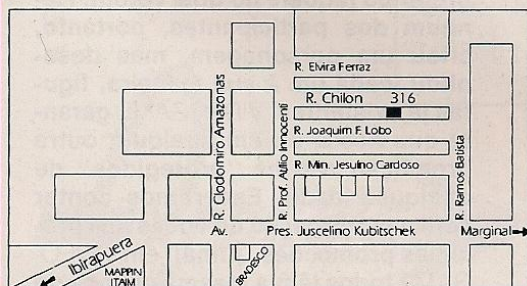 R. Elvira Ferraz
R. Chilon 316
R. Joaquim F. Lobo
R. Min. Jesuíno Cardoso
R. Clodomiro Amazonas
R. Prof. Atílio Innocenti
R. Ramos Batista
Av. Pres. Juscelino Kubitschek Marginal
Ibirapuera
MAPPIN
ITAIM
BRADESCO